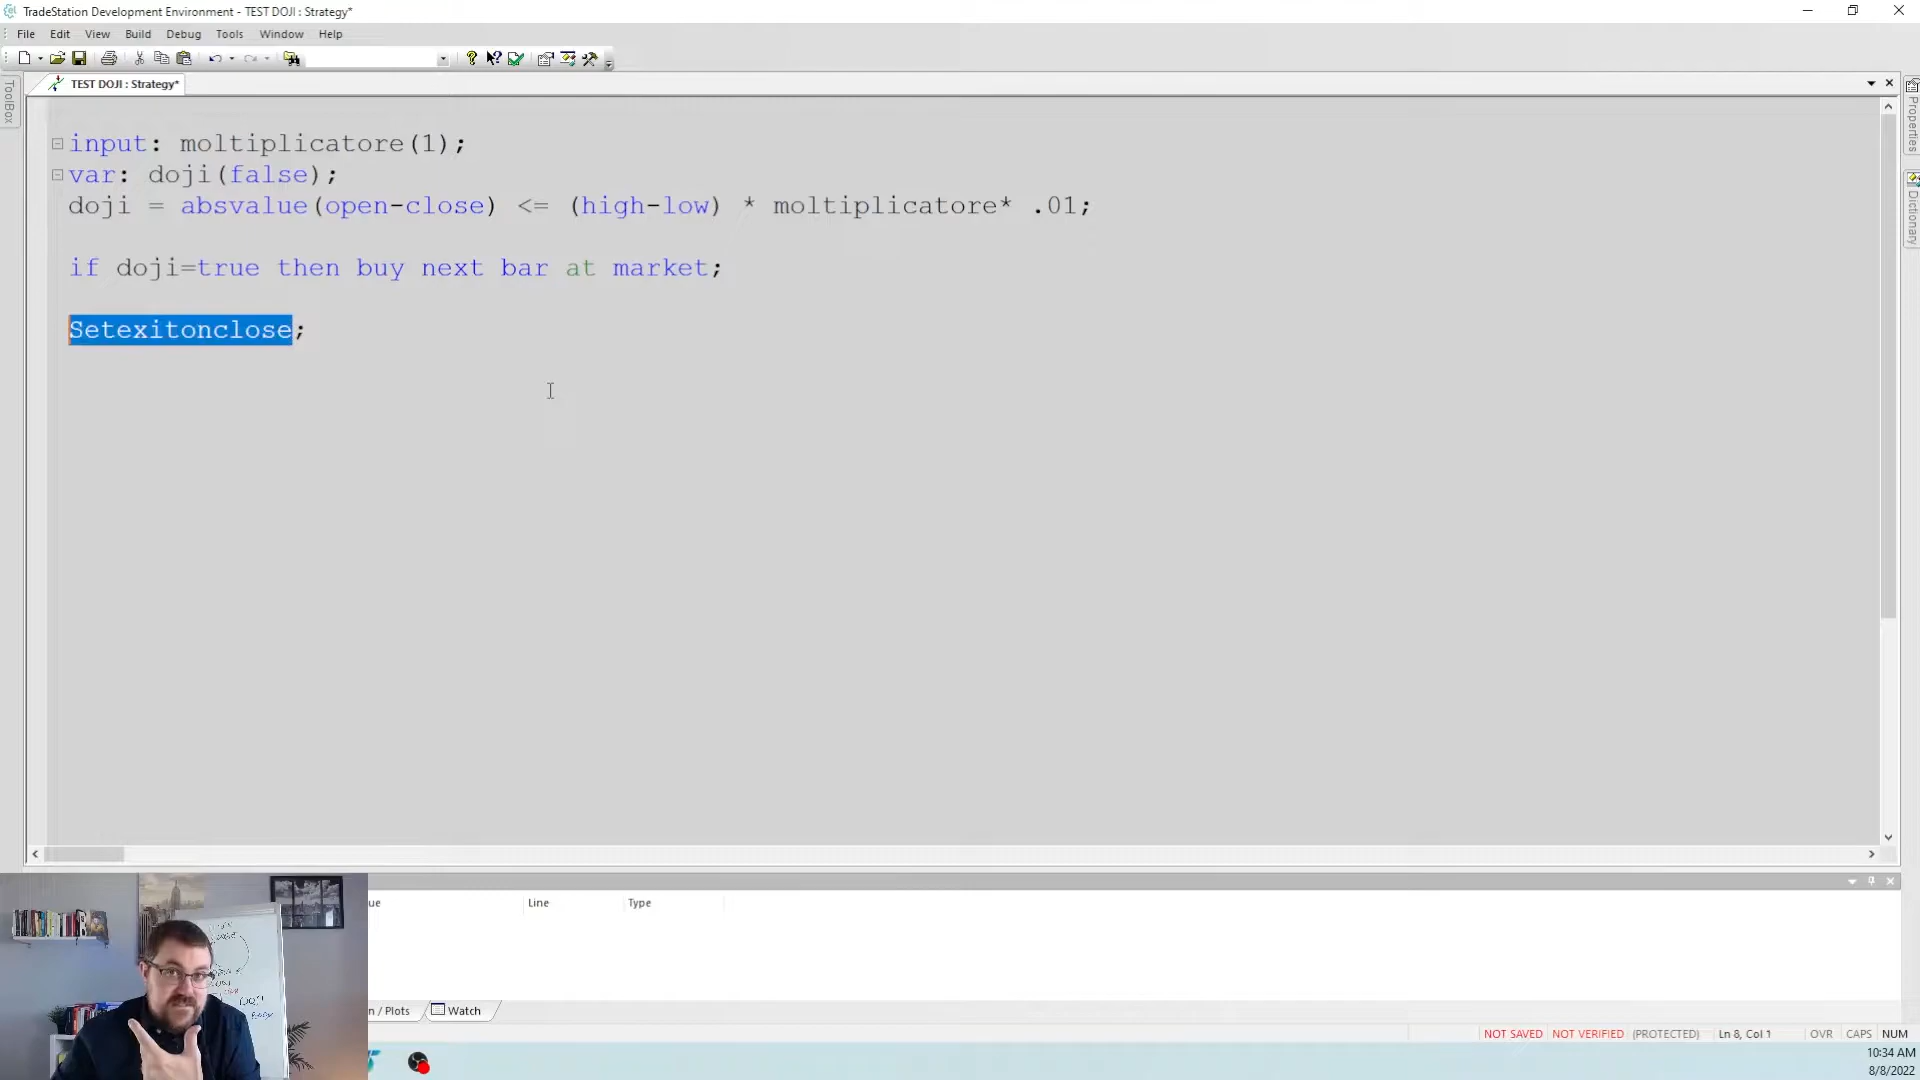 TradeStation Development Environment - TEST DOJI : Strategy*
File Edit View Build Debug Tools Window Help
TEST DOJI : Strategy*
ToolBox
Properties
Dictionary
input: moltiplicatore(1);
var: doji(false);
doji = absvalue(open-close) <= (high-low) * moltiplicatore* .01;
if doji=true then buy next bar at market;
Setexitonclose;
ue Line Type
n / Plots Watch
NOT SAVED NOT VERIFIED (PROTECTED) Ln 8, Col 1 OVR CAPS NUM
10:34 AM
8/8/2022